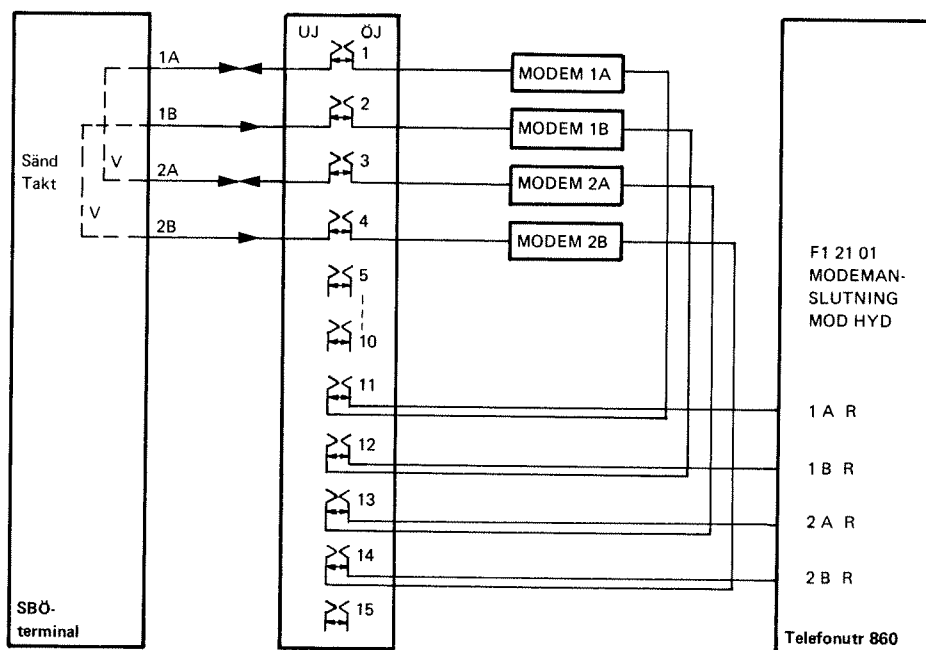 UJ ÖJ
1A
1
MODEM 1A
1B
2
MODEM 1B
Sänd
Takt
V
2A
3
MODEM 2A
V
2B
4
MODEM 2B
5
10
F1 21 01
MODEMAN-
SLUTNING
MOD HYD
11
1 A R
12
1 B R
13
2 A R
14
2 B R
15
SBÖ-
terminal
Telefonutr 860